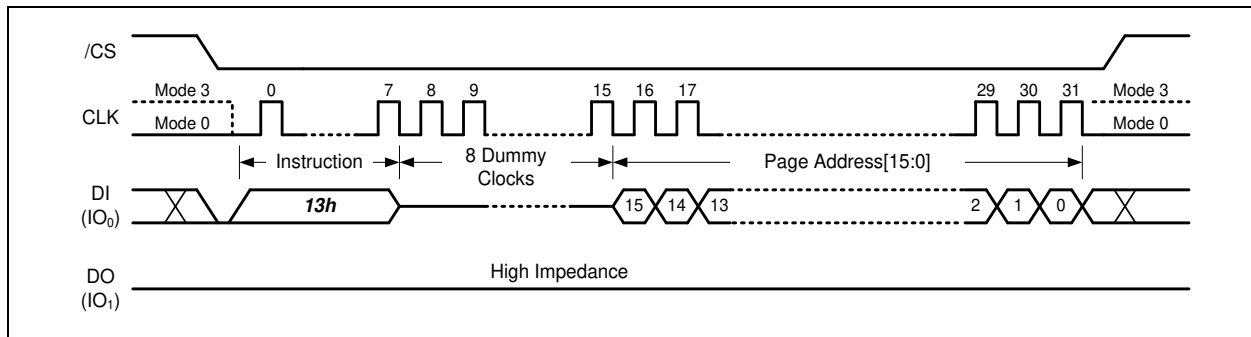 /CS
Mode 3 0 7 8 9 15 16 17 29 30 31 Mode 3
CLK
Mode 0 Mode 0
Instruction 8 Dummy Clocks Page Address[15:0]
DI (IO₀) 13h 15 14 13 2 1 0
DO (IO₁) High Impedance